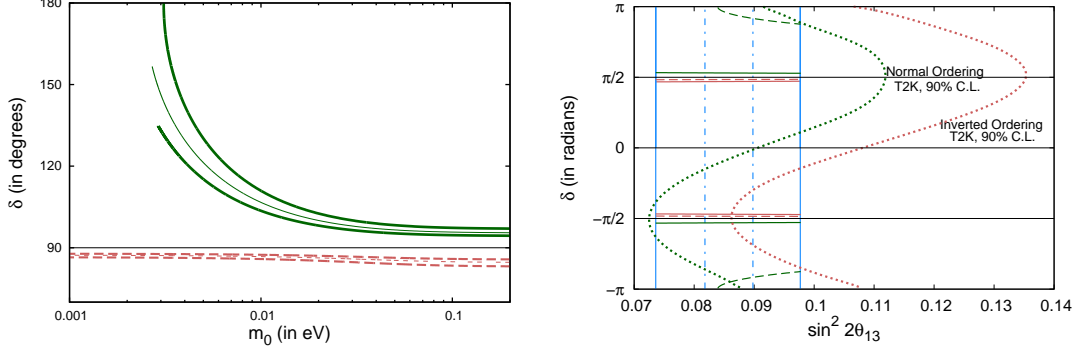 180
150
120
90
δ (in degrees)
0.001
0.01
0.1
m0 (in eV)
π
π/2
0
−π/2
−π
δ (in radians)
Normal Ordering
T2K, 90% C.L.
Inverted Ordering
T2K, 90% C.L.
0.07
0.08
0.09
0.1
0.11
0.12
0.13
0.14
sin² 2θ13